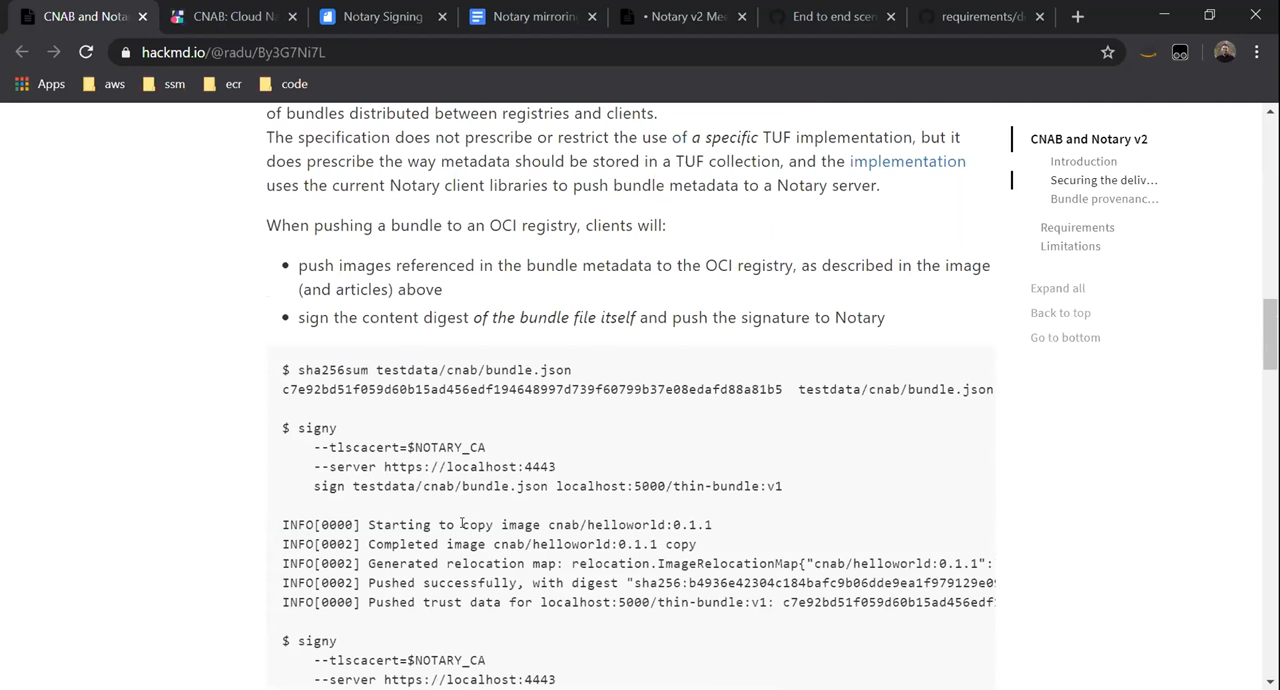 CNAB and Nota
CNAB: Cloud N
Notary Signing
Notary mirrorin
• Notary v2 Mee
End to end scen
requirements/de
hackmd.io/@radu/By3G7Ni7L
Apps
aws
ssm
ecr
code
of bundles distributed between registries and clients.
The specification does not prescribe or restrict the use of a specific TUF implementation, but it
does prescribe the way metadata should be stored in a TUF collection, and the implementation
uses the current Notary client libraries to push bundle metadata to a Notary server.
When pushing a bundle to an OCI registry, clients will:
• push images referenced in the bundle metadata to the OCI registry, as described in the image
(and articles) above
• sign the content digest of the bundle file itself and push the signature to Notary
$ sha256sum testdata/cnab/bundle.json
c7e92bd51f059d60b15ad456edf194648997d739f60799b37e08edafd88a81b5  testdata/cnab/bundle.json
$ signy
--tlscacert=$NOTARY_CA
--server https://localhost:4443
sign testdata/cnab/bundle.json localhost:5000/thin-bundle:v1
INFO[0000] Starting to copy image cnab/helloworld:0.1.1
INFO[0002] Completed image cnab/helloworld:0.1.1 copy
INFO[0002] Generated relocation map: relocation.ImageRelocationMap{"cnab/helloworld:0.1.1":
INFO[0002] Pushed successfully, with digest "sha256:b4936e42304c184bafc9b06dde9ea1f979129e09
INFO[0000] Pushed trust data for localhost:5000/thin-bundle:v1: c7e92bd51f059d60b15ad456edf
$ signy
--tlscacert=$NOTARY_CA
--server https://localhost:4443
CNAB and Notary v2
Introduction
Securing the deliv...
Bundle provenanc...
Requirements
Limitations
Expand all
Back to top
Go to bottom